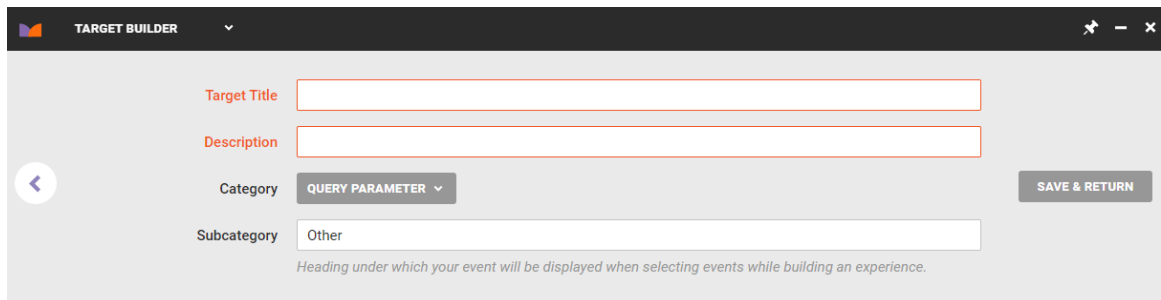 TARGET BUILDER
Target Title
Description
Category QUERY PARAMETER
SAVE & RETURN
Subcategory Other
Heading under which your event will be displayed when selecting events while building an experience.